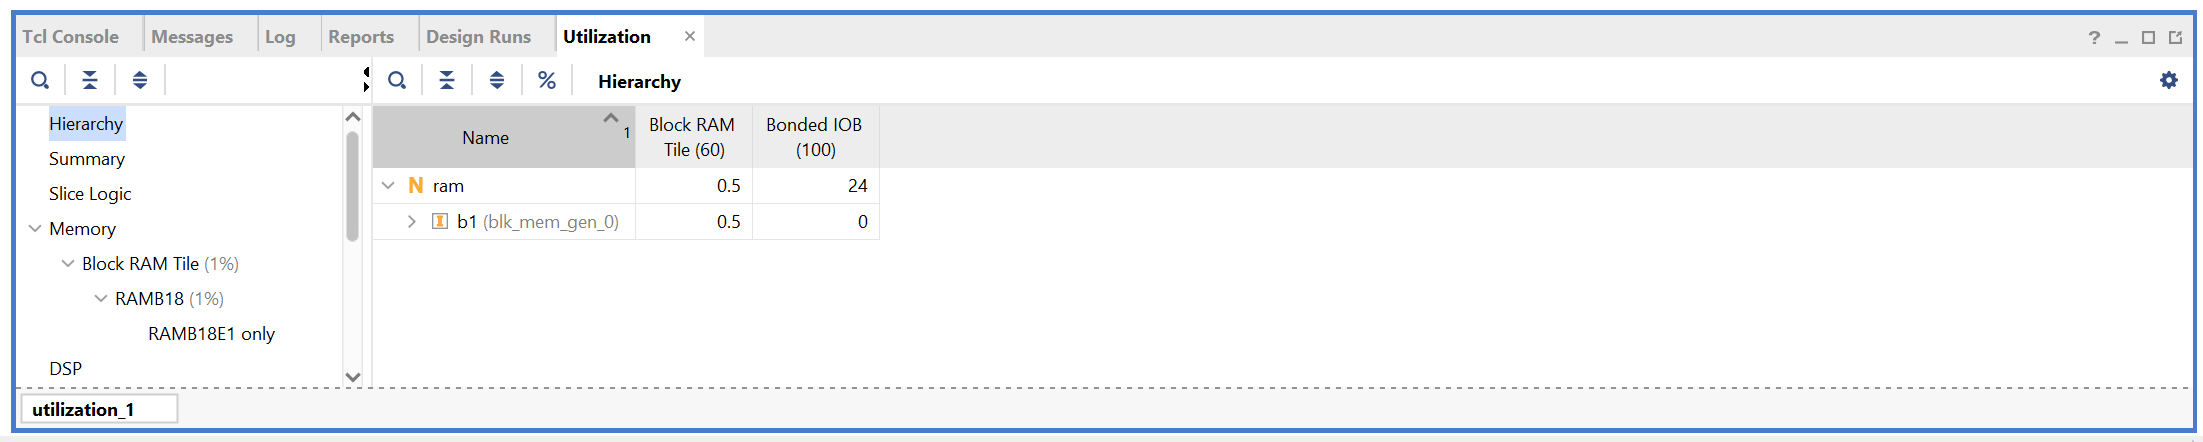 Tcl Console Messages Log Reports Design Runs Utilization × ? _
% Hierarchy
Hierarchy
Summary
Slice Logic
Memory
Block RAM Tile (1%)
RAMB18 (1%)
RAMB18E1 only
DSP
Name 1 Block RAM Tile (60) Bonded IOB (100)
ram 0.5 24
b1 (blk_mem_gen_0) 0.5 0
utilization_1